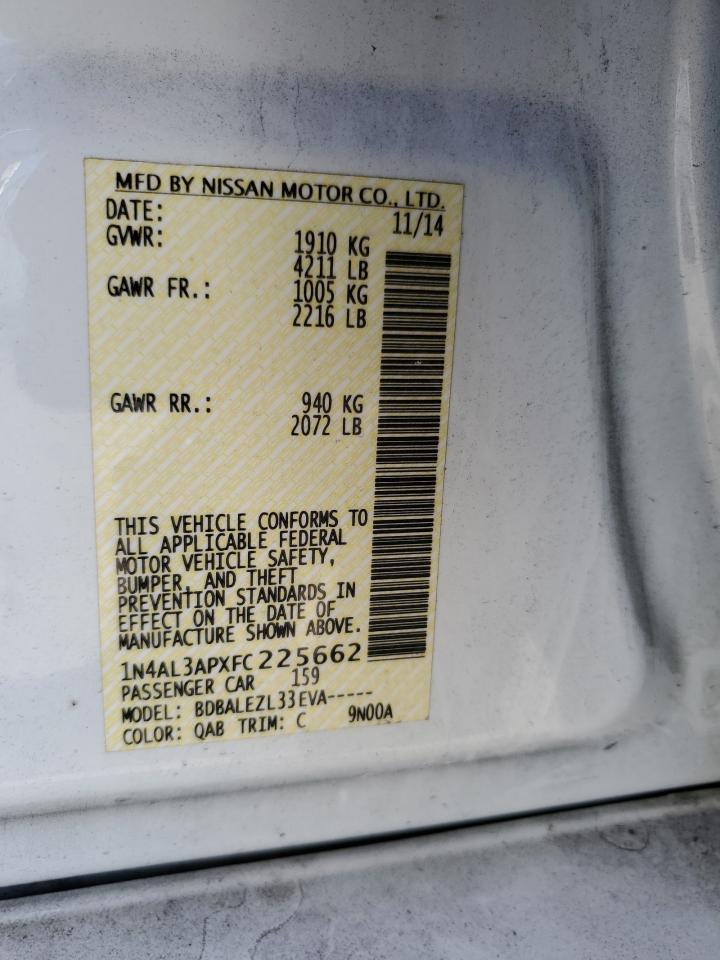 MFD BY NISSAN MOTOR CO., LTD.
DATE: 11/14
GVWR: 1910 KG
4211 LB
GAWR FR.: 1005 KG
2216 LB
GAWR RR.: 940 KG
2072 LB
THIS VEHICLE CONFORMS TO
ALL APPLICABLE FEDERAL
MOTOR VEHICLE SAFETY,
BUMPER, AND THEFT
PREVENTION STANDARDS IN
EFFECT ON THE DATE OF
MANUFACTURE SHOWN ABOVE.
1N4AL3APXFC225662
PASSENGER CAR 159
MODEL: BDBALEZL33EVA-----
COLOR: QAB TRIM: C 9N00A